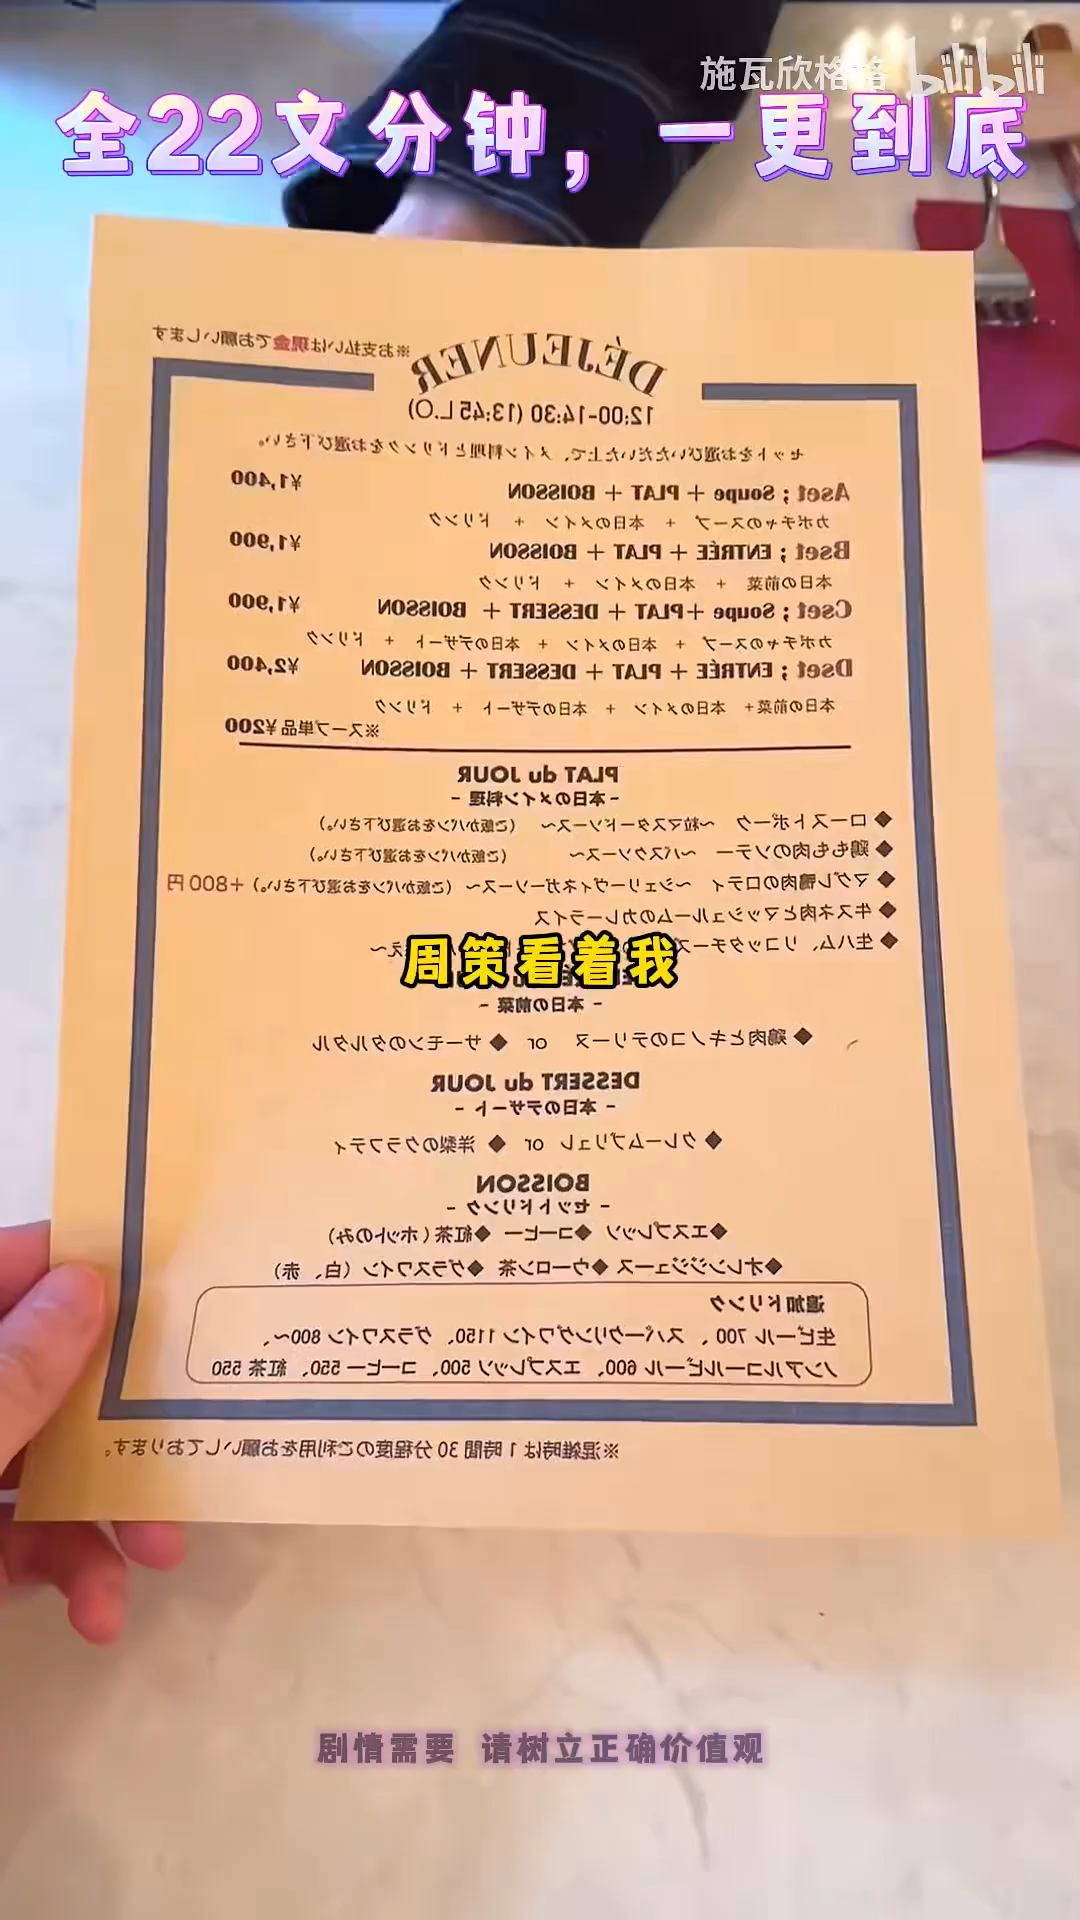 施瓦欣格格 bilibili
全22文分钟，一更到底
※お支払いは現金でお願いします
DÉJEUNER
12:00-14:30 (13:45 L.O)
セットをお選びいただいた上で、メイン料理とドリンクをお選び下さい。
Aset ; Soupe + PLAT + BOISSON ¥1,400
カボチャのスープ + 本日のメイン + ドリンク
Bset ; ENTRÉE + PLAT + BOISSON ¥1,900
本日の前菜 + 本日のメイン + ドリンク
Cset ; Soupe +PLAT + DESSERT + BOISSON ¥1,900
カボチャのスープ + 本日のメイン + 本日のデザート + ドリンク
Dset ; ENTRÉE + PLAT + DESSERT + BOISSON ¥2,400
本日の前菜+ 本日のメイン + 本日のデザート + ドリンク
※スープ単品 ¥200
PLAT du JOUR
- 本日のメイン料理 -
◆ ローストポーク 〜粒マスタードソース〜 (ご飯かパンをお選び下さい。)
◆ 鶏もも肉のソテー 〜バスクソース〜 (ご飯かパンをお選び下さい。)
◆ マグレ鴨肉のロティ 〜シェリーヴィネガーソース〜 (ご飯かパンをお選び下さい。) +800円
◆ 牛スネ肉とマッシュルームのカレーライス
◆ 生ハム、リコッタチーズ
周策看着我
- 本日の前菜 -
◆ 鶏肉とキノコのテリーヌ or ◆ サーモンのタルタル
DESSERT du JOUR
- 本日のデザート -
◆ クレームブリュレ or ◆ 洋梨のクラフティ
BOISSON
- セットドリンク -
◆エスプレッソ ◆コーヒー ◆紅茶 (ホットのみ)
◆オレンジジュース ◆ウーロン茶 ◆グラスワイン (白、赤)
追加ドリンク
生ビール 700 、スパークリングワイン 1150、グラスワイン 800〜、
ノンアルコールビール 600、エスプレッソ 500、コーヒー 550、紅茶 550
※混雑時は 1 時間 30 分程度のご利用をお願いしております。
剧情需要 请树立正确价值观